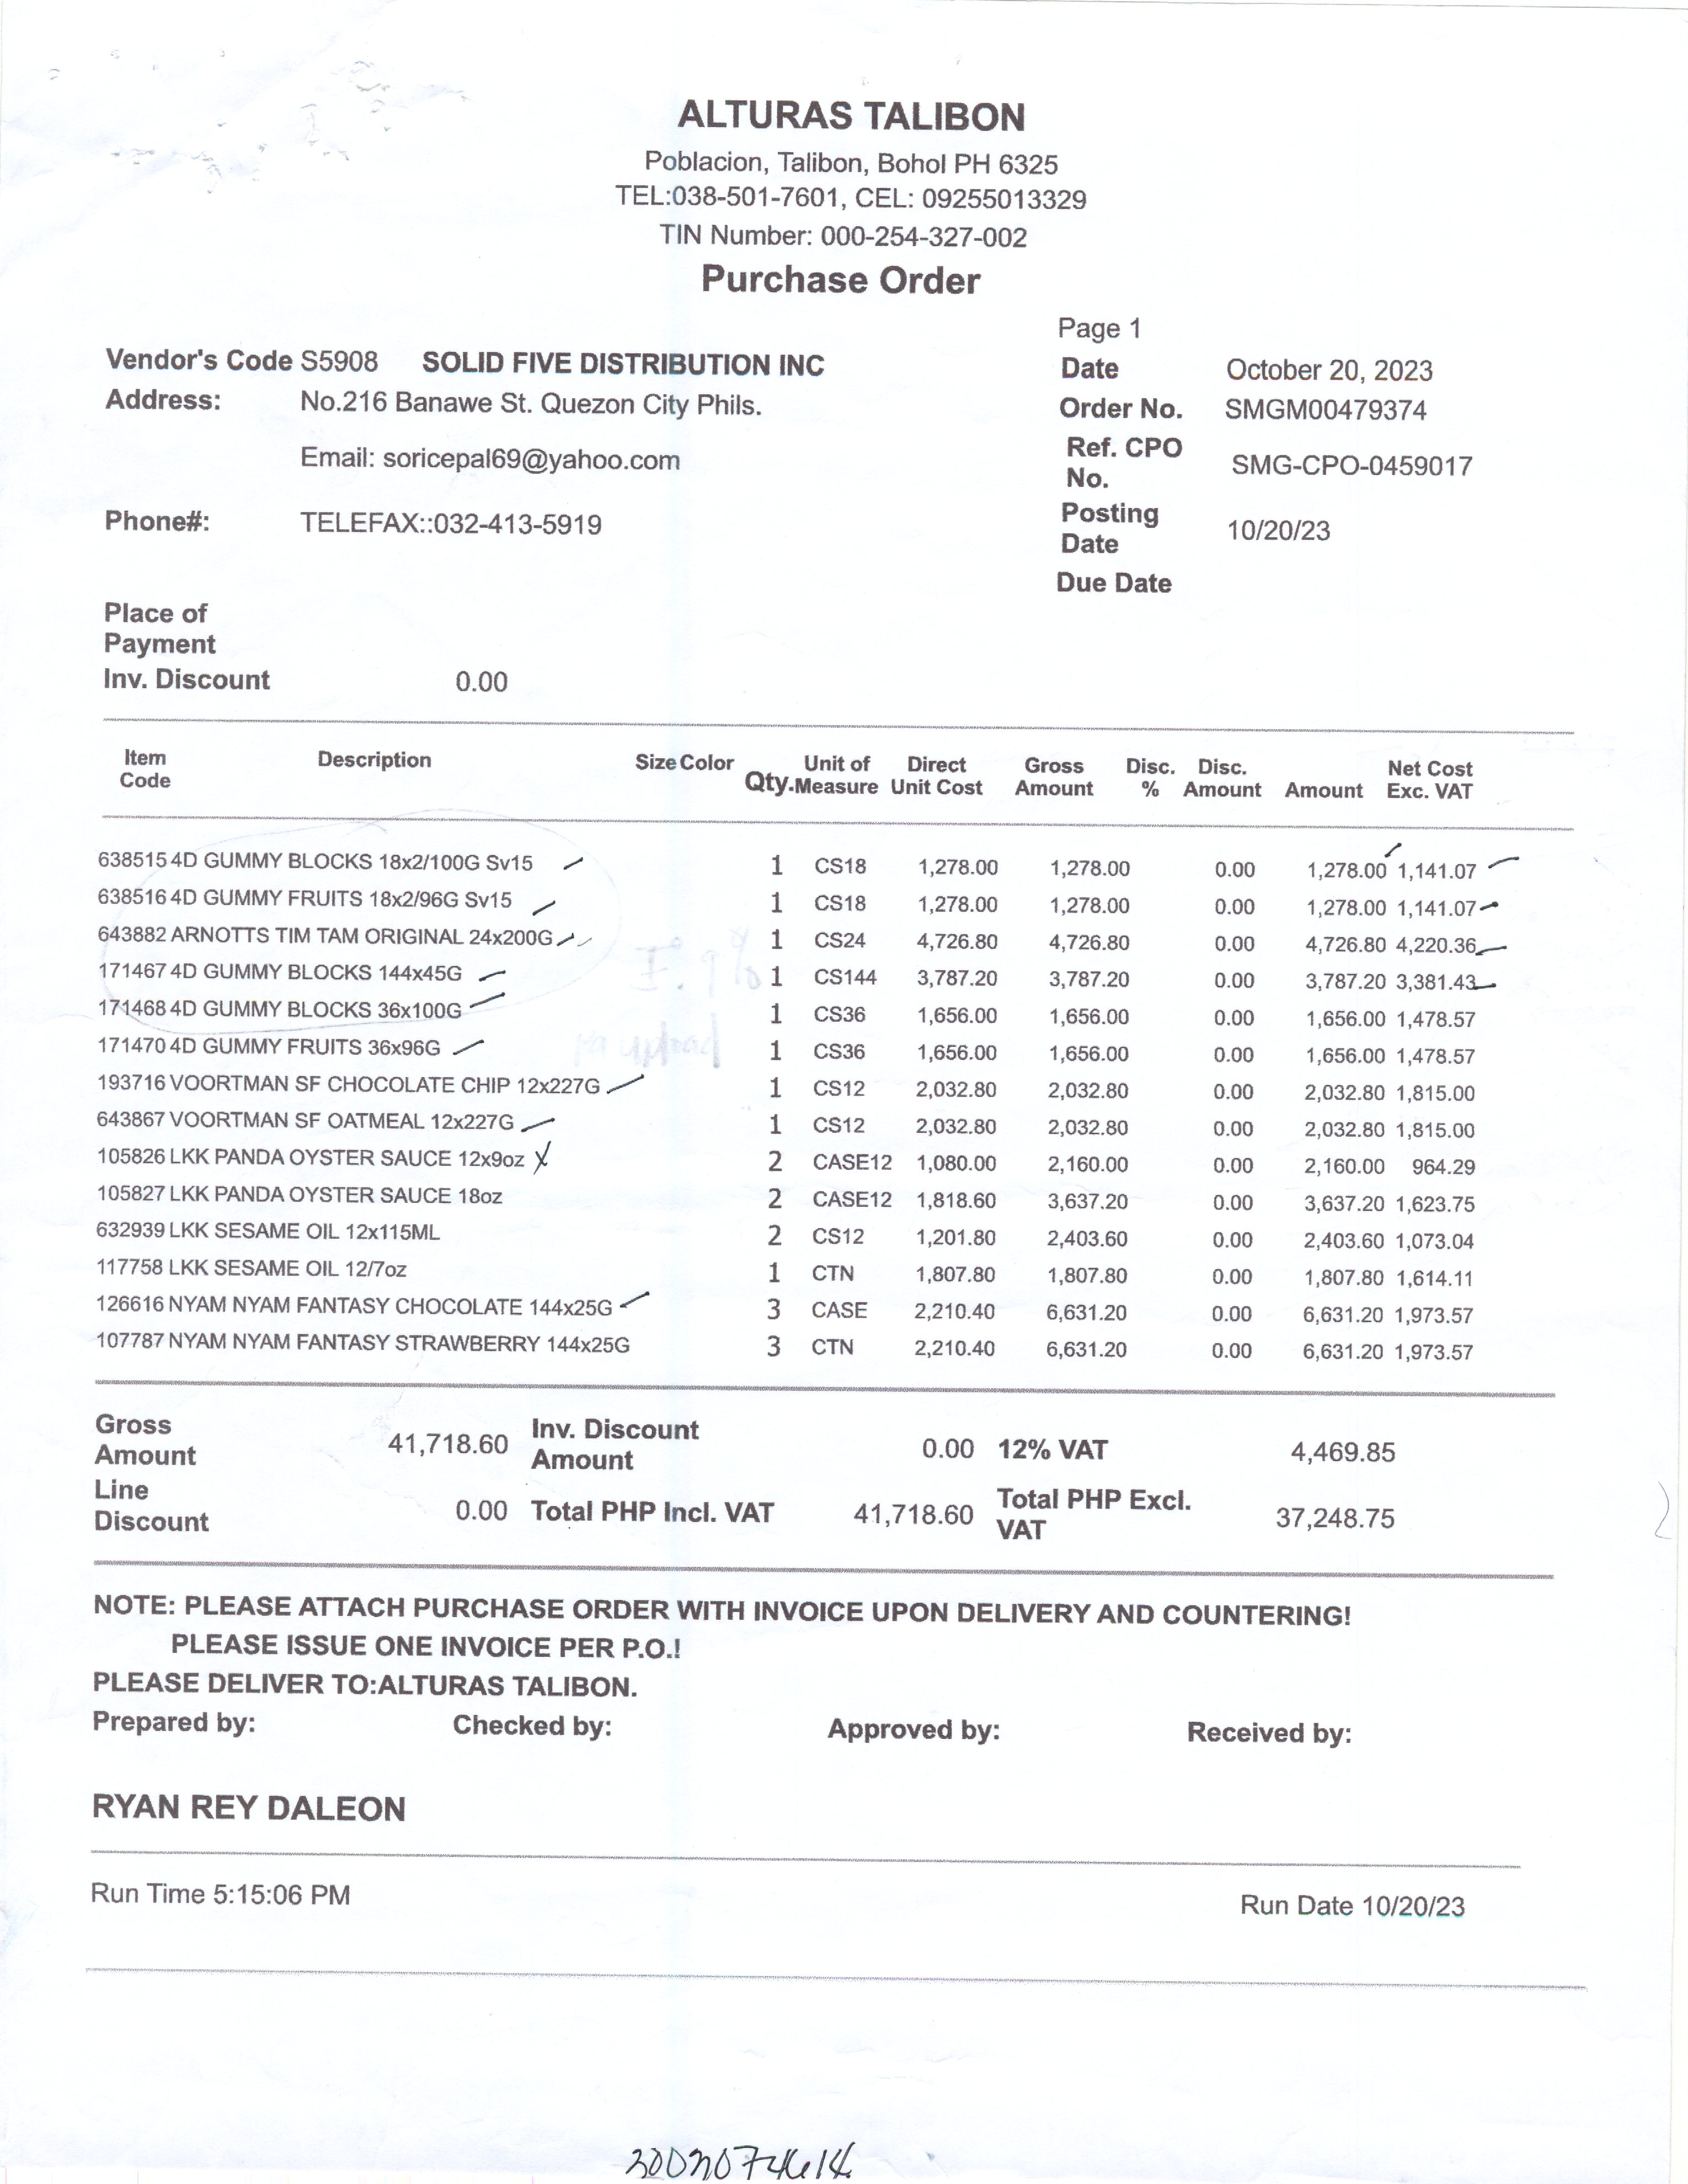 ALTURAS TALIBON
Poblacion, Talibon, Bohol PH 6325
TEL:038-501-7601, CEL: 09255013329
TIN Number: 000-254-327-002
Purchase Order
Page 1
Vendor's Code S5908 SOLID FIVE DISTRIBUTION INC
Address: No.216 Banawe St. Quezon City Phils.
Email: soricepal69@yahoo.com
Phone#: TELEFAX::032-413-5919
Date October 20, 2023
Order No. SMGM00479374
Ref. CPO No. SMG-CPO-0459017
Posting Date 10/20/23
Due Date
Place of Payment
Inv. Discount 0.00
Item Code Description Size Color Qty. Unit of Measure Direct Unit Cost Gross Amount Disc. % Disc. Amount Amount Net Cost Exc. VAT
638515 4D GUMMY BLOCKS 18x2/100G Sv15 1 CS18 1,278.00 1,278.00 0.00 1,278.00 1,141.07
638516 4D GUMMY FRUITS 18x2/96G Sv15 1 CS18 1,278.00 1,278.00 0.00 1,278.00 1,141.07
643882 ARNOTTS TIM TAM ORIGINAL 24x200G 1 CS24 4,726.80 4,726.80 0.00 4,726.80 4,220.36
171467 4D GUMMY BLOCKS 144x45G 1 CS144 3,787.20 3,787.20 0.00 3,787.20 3,381.43
171468 4D GUMMY BLOCKS 36x100G 1 CS36 1,656.00 1,656.00 0.00 1,656.00 1,478.57
171470 4D GUMMY FRUITS 36x96G 1 CS36 1,656.00 1,656.00 0.00 1,656.00 1,478.57
193716 VOORTMAN SF CHOCOLATE CHIP 12x227G 1 CS12 2,032.80 2,032.80 0.00 2,032.80 1,815.00
643867 VOORTMAN SF OATMEAL 12x227G 1 CS12 2,032.80 2,032.80 0.00 2,032.80 1,815.00
105826 LKK PANDA OYSTER SAUCE 12x9oz 2 CASE12 1,080.00 2,160.00 0.00 2,160.00 964.29
105827 LKK PANDA OYSTER SAUCE 18oz 2 CASE12 1,818.60 3,637.20 0.00 3,637.20 1,623.75
632939 LKK SESAME OIL 12x115ML 2 CS12 1,201.80 2,403.60 0.00 2,403.60 1,073.04
117758 LKK SESAME OIL 12/7oz 1 CTN 1,807.80 1,807.80 0.00 1,807.80 1,614.11
126616 NYAM NYAM FANTASY CHOCOLATE 144x25G 3 CASE 2,210.40 6,631.20 0.00 6,631.20 1,973.57
107787 NYAM NYAM FANTASY STRAWBERRY 144x25G 3 CTN 2,210.40 6,631.20 0.00 6,631.20 1,973.57
Gross Amount 41,718.60 Inv. Discount Amount 0.00 12% VAT 4,469.85
Line Discount 0.00 Total PHP Incl. VAT 41,718.60 Total PHP Excl. VAT 37,248.75
NOTE: PLEASE ATTACH PURCHASE ORDER WITH INVOICE UPON DELIVERY AND COUNTERING!
PLEASE ISSUE ONE INVOICE PER P.O.!
PLEASE DELIVER TO:ALTURAS TALIBON.
Prepared by: Checked by: Approved by: Received by:
RYAN REY DALEON
Run Time 5:15:06 PM Run Date 10/20/23